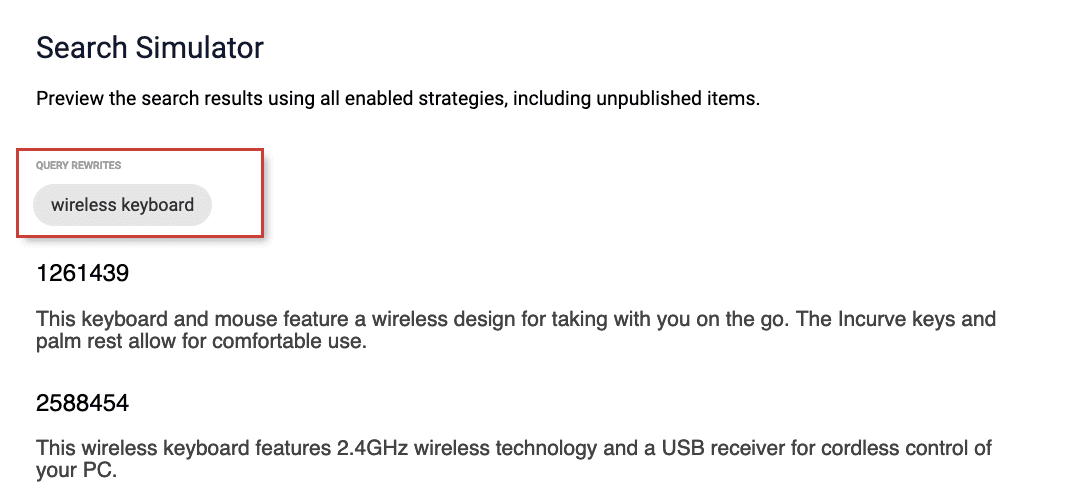 Search Simulator
Preview the search results using all enabled strategies, including unpublished items.
QUERY REWRITES
wireless keyboard
1261439
This keyboard and mouse feature a wireless design for taking with you on the go. The Incurve keys and
palm rest allow for comfortable use.
2588454
This wireless keyboard features 2.4GHz wireless technology and a USB receiver for cordless control of
your PC.